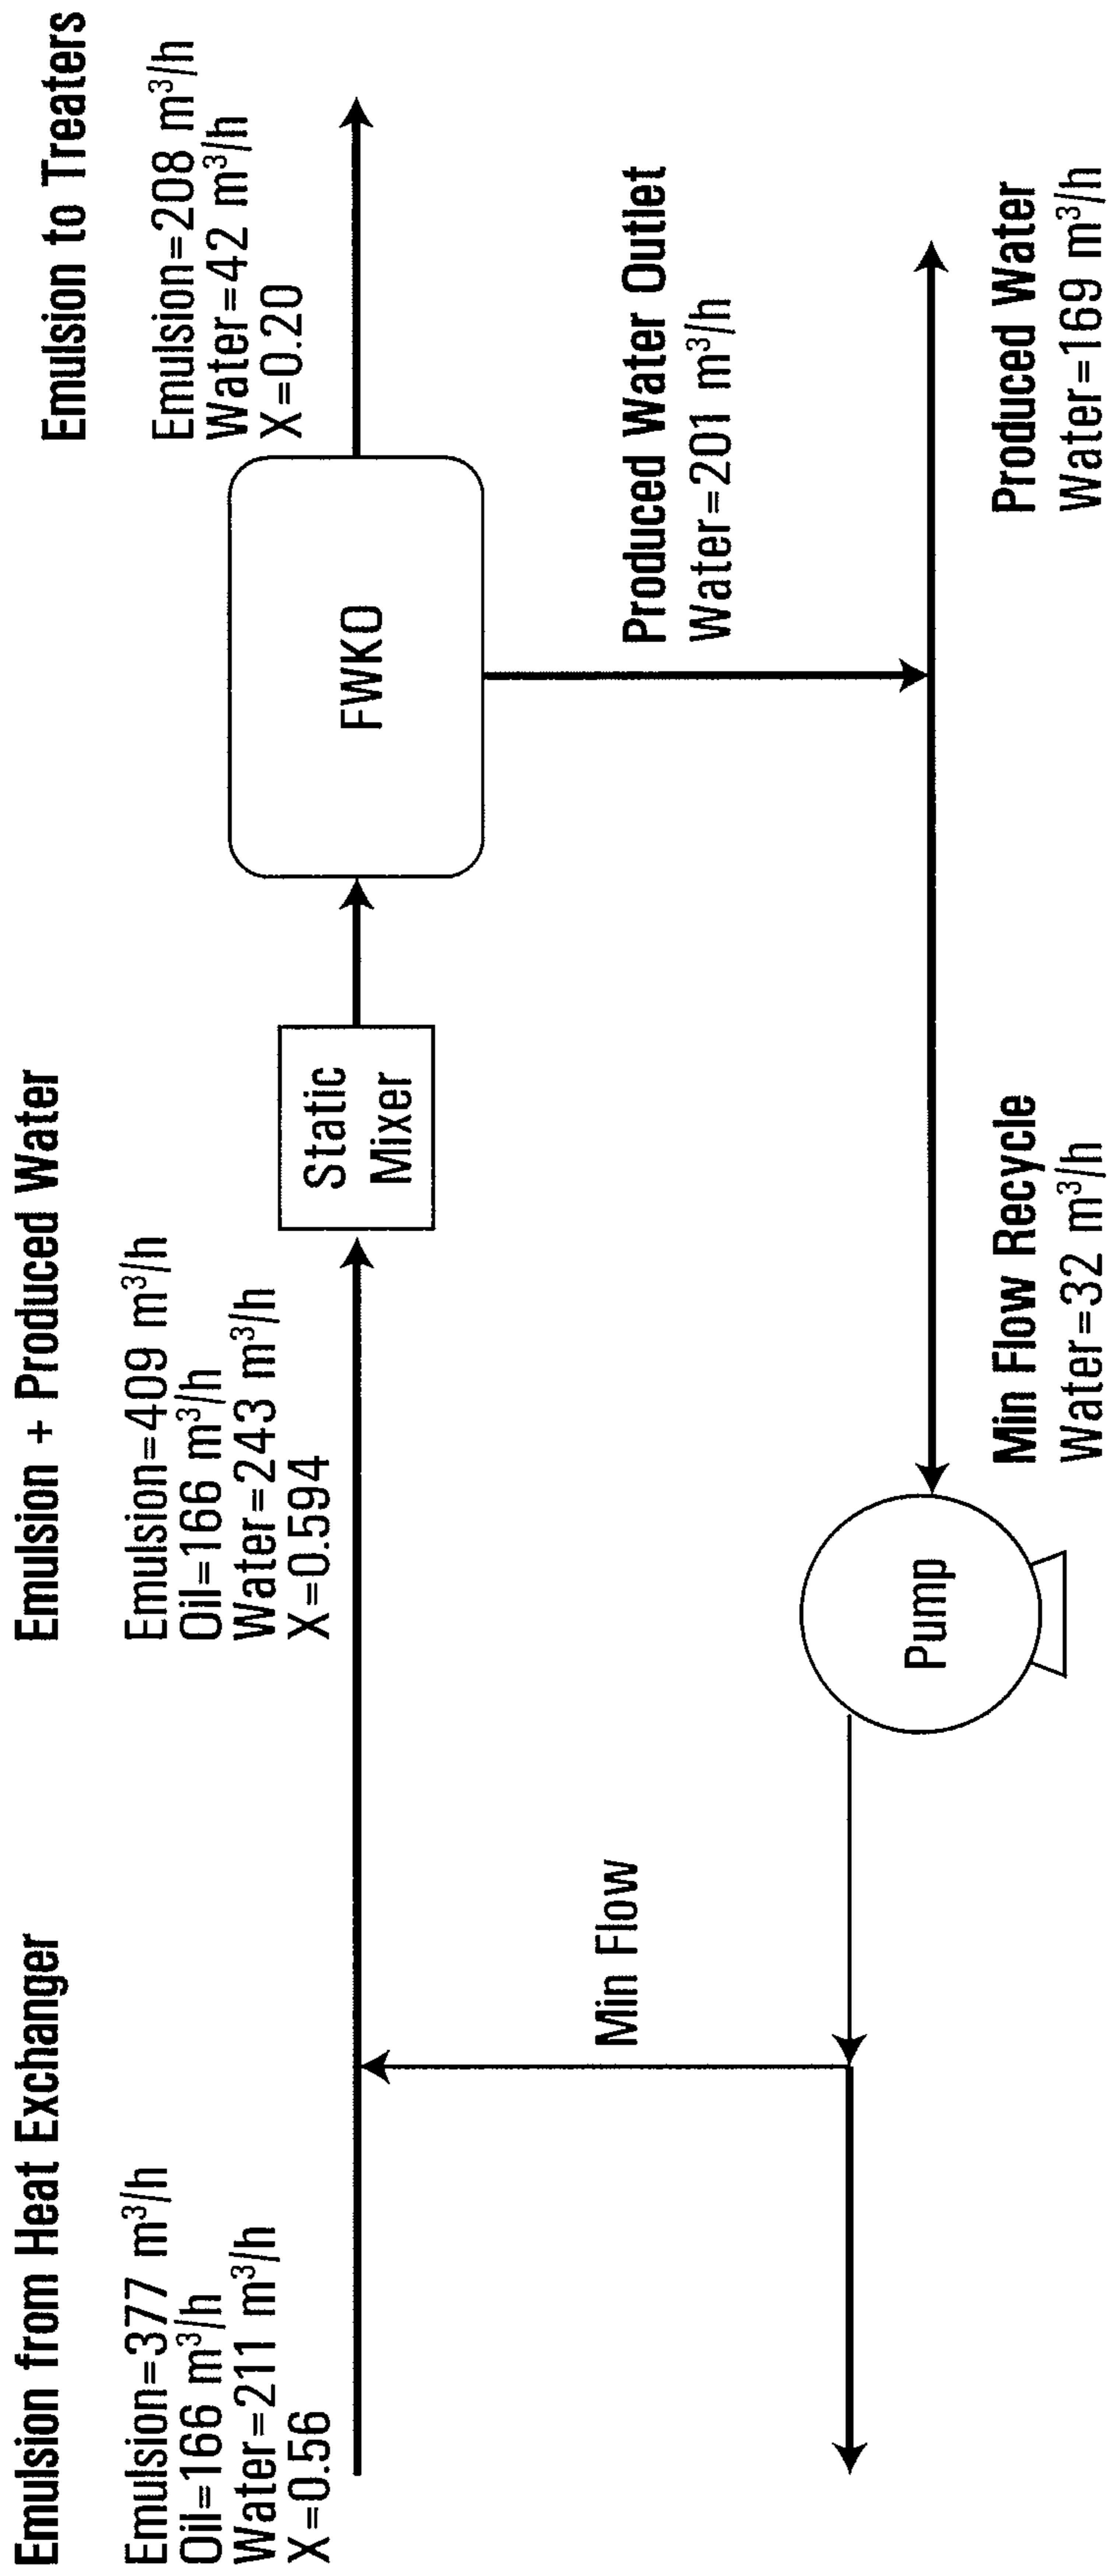 Emulsion from Heat Exchanger
Emulsion=377 m³/h
Oil=166 m³/h
Water=211 m³/h
X=0.56
Emulsion + Produced Water
Emulsion=409 m³/h
Oil=166 m³/h
Water=243 m³/h
X=0.594
Emulsion to Treaters
Emulsion=208 m³/h
Water=42 m³/h
X=0.20
Static
Mixer
FWKO
Produced Water Outlet
Water=201 m³/h
Min Flow
Pump
Min Flow Recycle
Water=32 m³/h
Produced Water
Water=169 m³/h